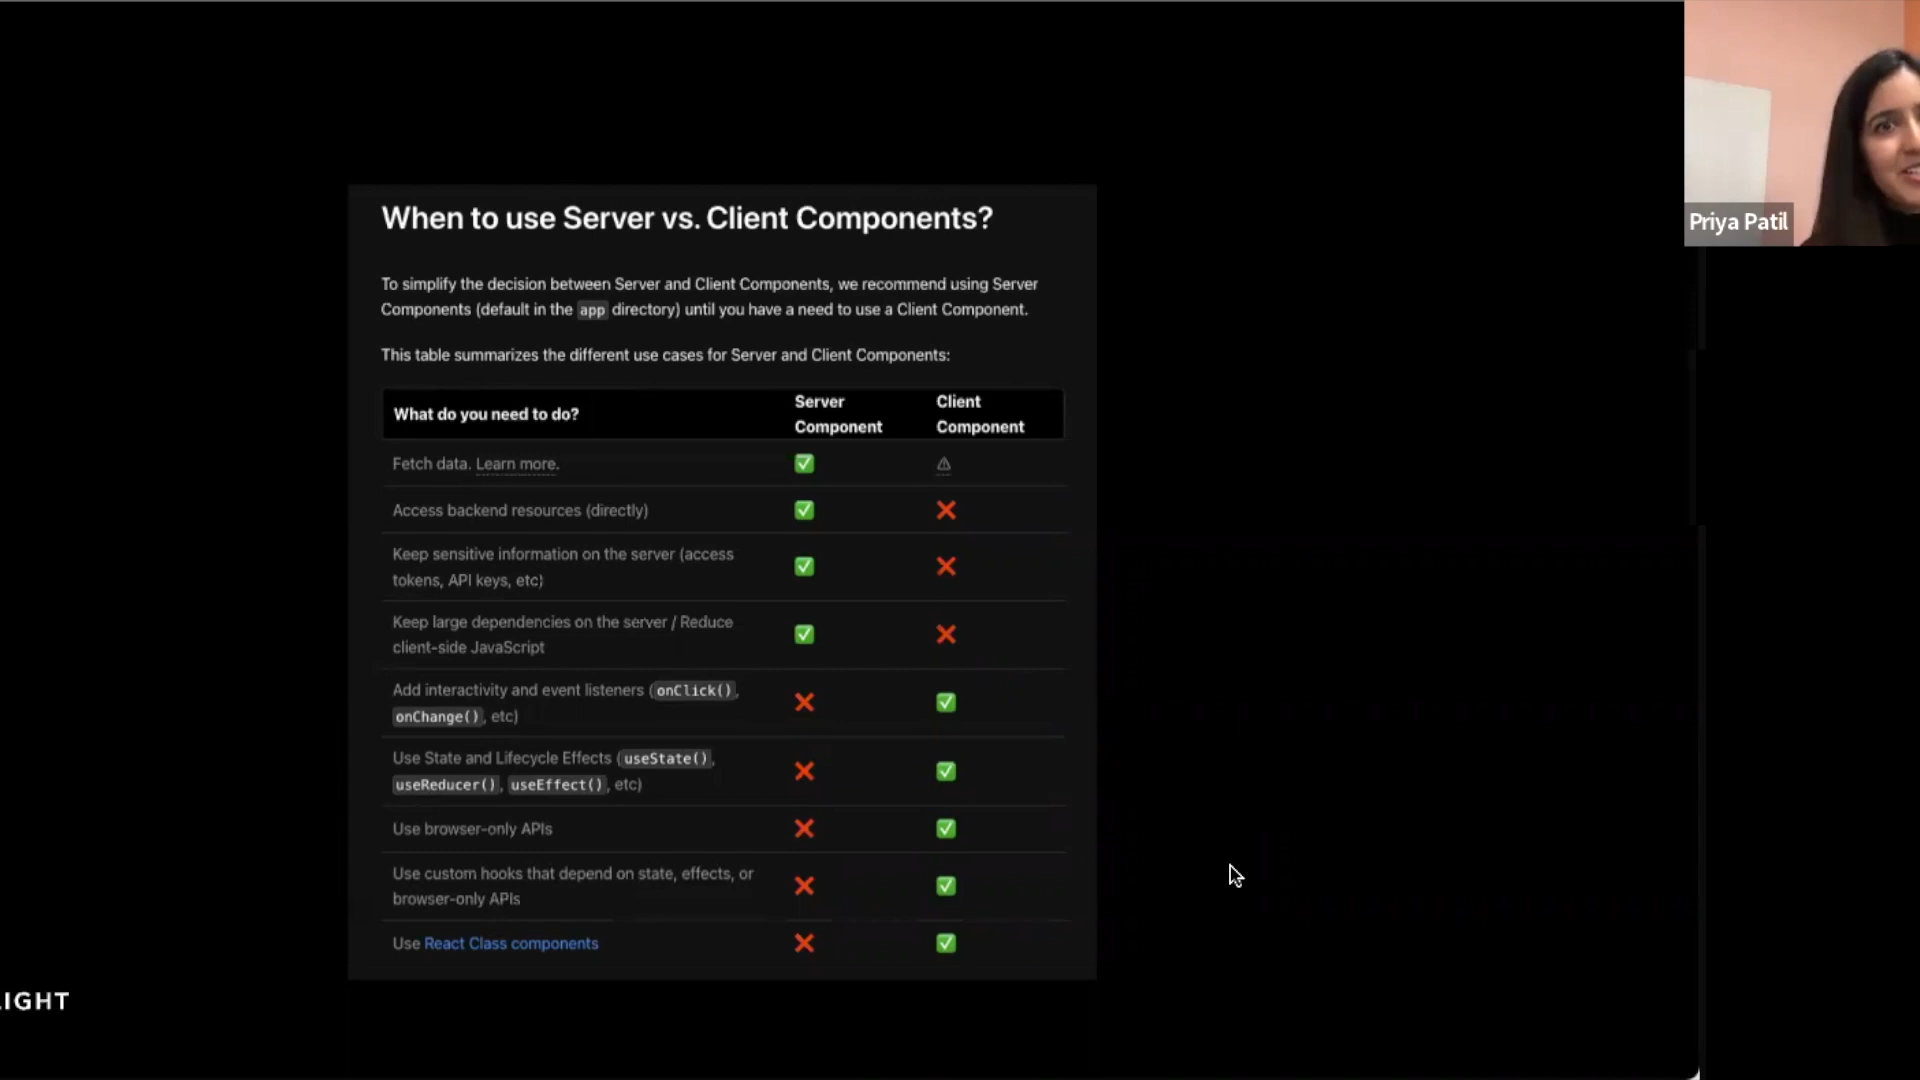 Priya Patil
When to use Server vs. Client Components?
To simplify the decision between Server and Client Components, we recommend using Server
Components (default in the app directory) until you have a need to use a Client Component.
This table summarizes the different use cases for Server and Client Components:
What do you need to do?
Server
Component
Client
Component
Fetch data. Learn more.
Access backend resources (directly)
Keep sensitive information on the server (access
tokens, API keys, etc)
Keep large dependencies on the server / Reduce
client-side JavaScript
Add interactivity and event listeners (onClick(),
onChange(), etc)
Use State and Lifecycle Effects (useState(),
useReducer(), useEffect(), etc)
Use browser-only APIs
Use custom hooks that depend on state, effects, or
browser-only APIs
Use React Class components
IGHT